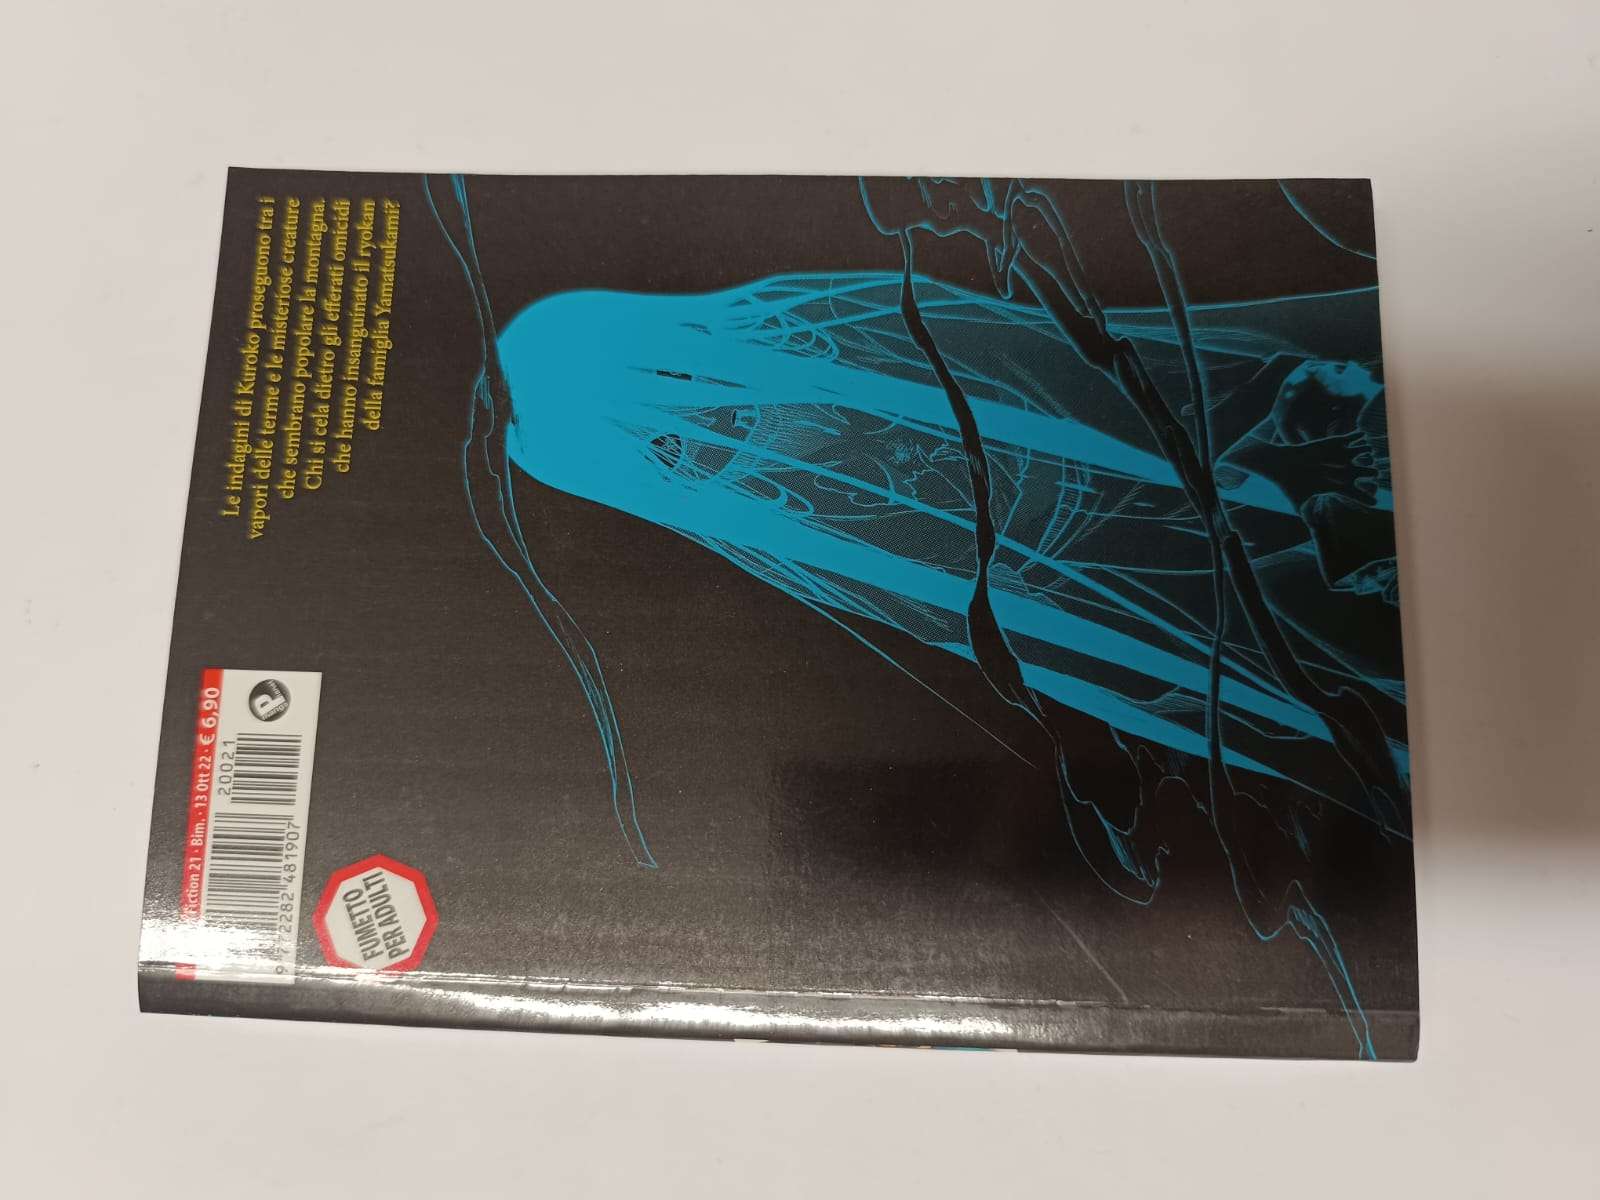 Le indagini di Kuroko proseguono tra i
vapori delle terme e le misteriose creature
che sembrano popolare la montagna.
Chi si cela dietro gli efferati omicidi
che hanno insanguinato il ryokan
della famiglia Yamatsukami?
Fiction 21 · Bim. · 13 Ott 22 · € 6,90
20021
9 772282 481907
P
FUMETTO
PER ADULTI